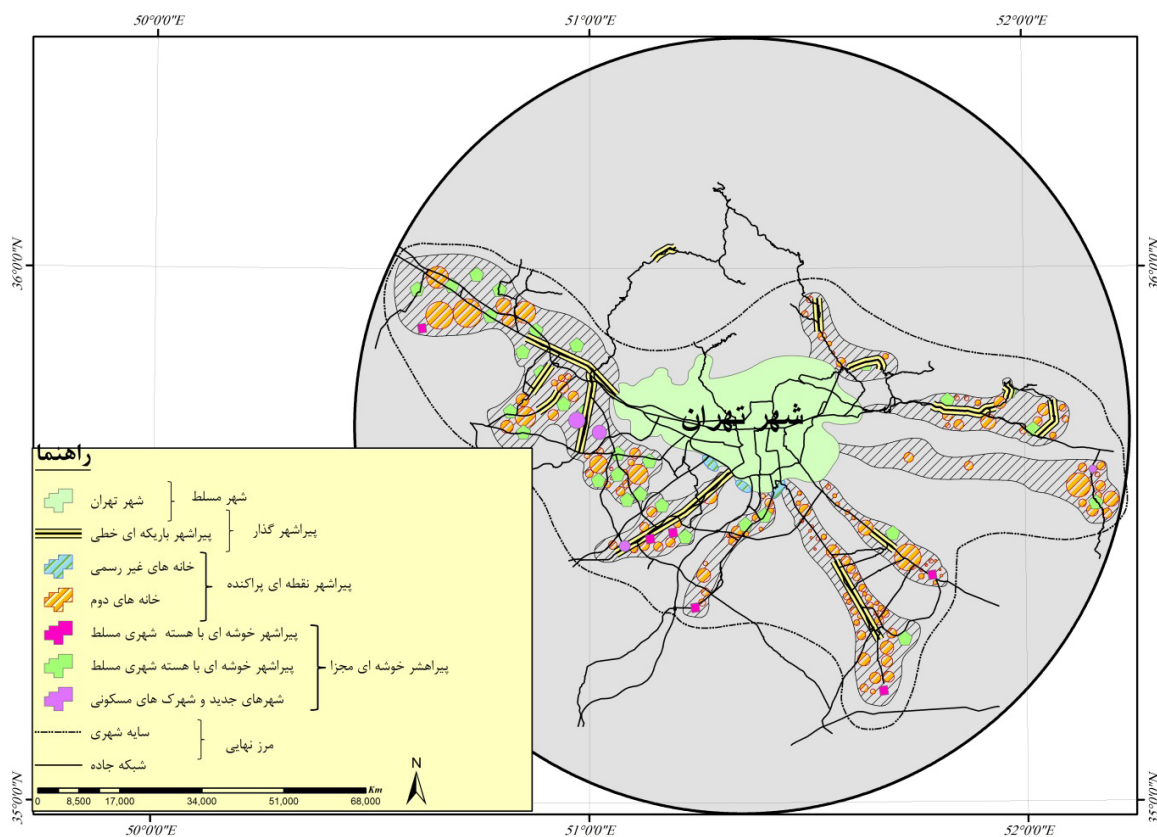 50°0'0"E 51°0'0"E 52°0'0"E
36°0'0"N 36°0'0"N
شهر تهران
راهنما
شهر تهران شهر مسلط
پیراشهر باریکه ای خطی پیراشهر گذار
خانه های غیر رسمی
پیراشهر نقطه ای پراکنده
خانه های دوم
پیراشهر خوشه ای با هسته شهری مسلط
پیراشهر خوشه ای با هسته شهری مسلط پیراهشر خوشه ای مجزا
شهرهای جدید و شهرک های مسکونی
سایه شهری
مرز نهایی
شبکه جاده
N
Km
0 8,500 17,000 34,000 51,000 68,000
35°0'0"N 35°0'0"N
50°0'0"E 51°0'0"E 52°0'0"E